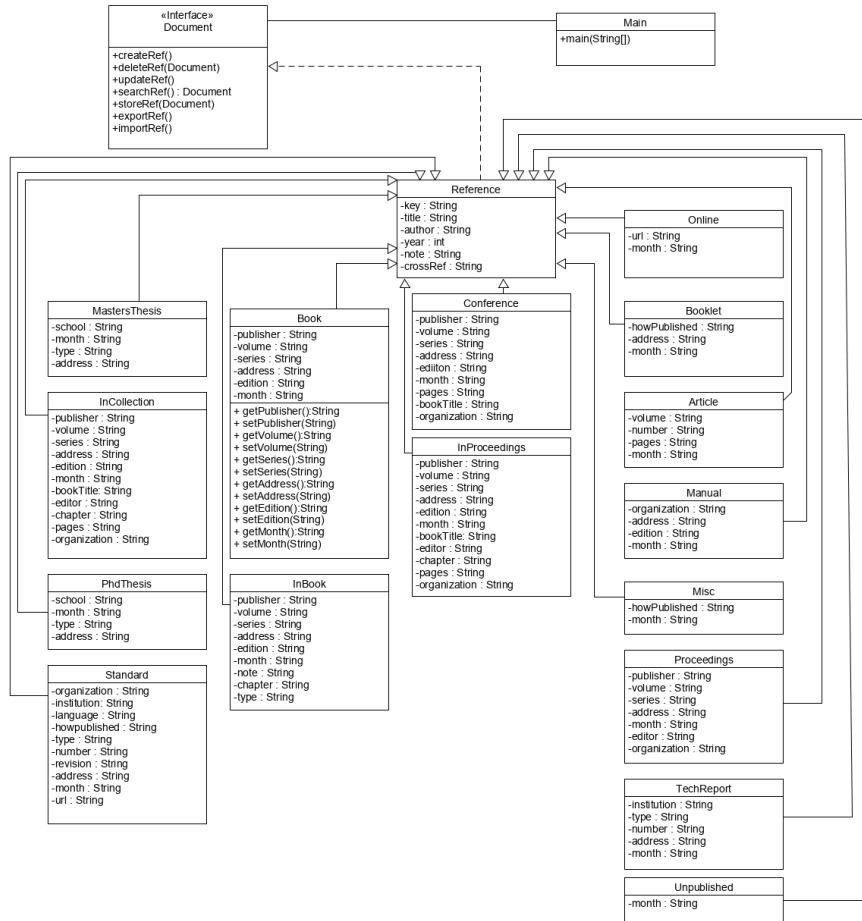 «Interface»
Document
+createRef()
+deleteRef(Document)
+updateRef()
+searchRef() : Document
+storeRef(Document)
+exportRef()
+importRef()
Main
+main(String[])
Reference
-key : String
-title : String
-author : String
-year : int
-note : String
-crossRef : String
MastersThesis
-school : String
-month : String
-type : String
-address : String
InCollection
-publisher : String
-volume : String
-series : String
-address : String
-edition : String
-month : String
-bookTitle: String
-editor : String
-chapter : String
-pages : String
-organization : String
PhdThesis
-school : String
-month : String
-type : String
-address : String
Standard
-organization : String
-institution: String
-language : String
-howpublished : String
-type : String
-number : String
-revision : String
-address : String
-month : String
-url : String
Book
-publisher : String
-volume : String
-series : String
-address : String
-edition : String
-month : String
+ getPublisher():String
+ setPublisher(String)
+ getVolume():String
+ setVolume(String)
+ getSeries():String
+ setSeries(String)
+ getAddress():String
+ setAddress(String)
+ getEdition():String
+ setEdition(String)
+ getMonth():String
+ setMonth(String)
InBook
-publisher : String
-volume : String
-series : String
-address : String
-edition : String
-month : String
-note : String
-chapter : String
-type : String
Conference
-publisher : String
-volume : String
-series : String
-address : String
-ediiton : String
-month : String
-pages : String
-bookTitle : String
-organization : String
InProceedings
-publisher : String
-volume : String
-series : String
-address : String
-edition : String
-month : String
-bookTitle: String
-editor : String
-chapter : String
-pages : String
-organization : String
Online
-url : String
-month : String
Booklet
-howPublished : String
-address : String
-month : String
Article
-volume : String
-number : String
-pages : String
-month : String
Manual
-organization : String
-address : String
-edition : String
-month : String
Misc
-howPublished : String
-month : String
Proceedings
-publisher : String
-volume : String
-series : String
-address : String
-month : String
-editor : String
-organization : String
TechReport
-institution : String
-type : String
-number : String
-address : String
-month : String
Unpublished
-month : String